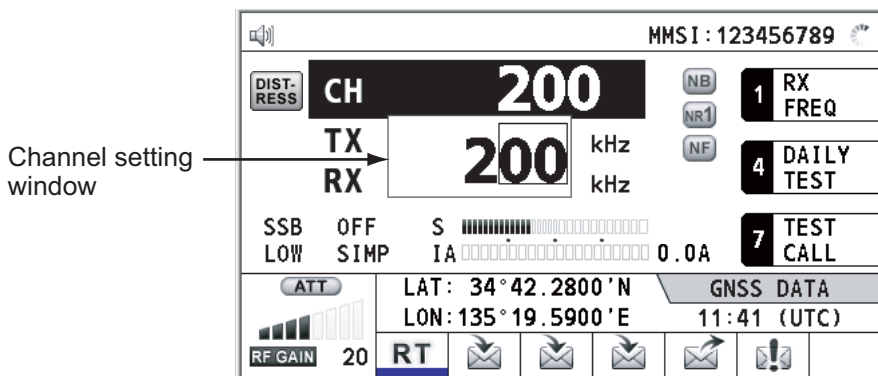 MMSI:123456789
DIST-
RESS
CH 200
NB
NR1
NF
1 RX
FREQ
TX
RX
200
kHz
kHz
4 DAILY
TEST
Channel setting
window
SSB OFF S
LOW SIMP IA 0.0A
7 TEST
CALL
ATT
LAT: 34°42.2800'N
GNSS DATA
LON:135°19.5900'E
11:41 (UTC)
RF GAIN 20
RT